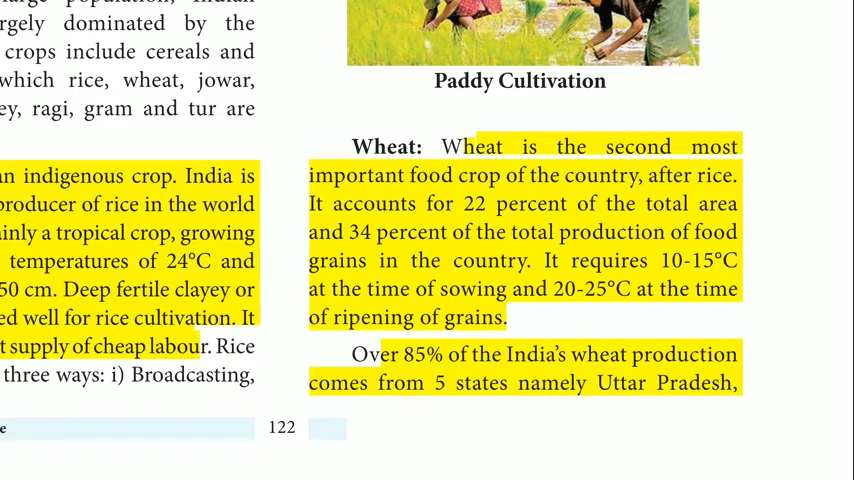 large population, Indian
largely dominated by the
crops include cereals and
which rice, wheat, jowar,
ragi, gram and tur are
an indigenous crop. India is
producer of rice in the world
mainly a tropical crop, growing
temperatures of 24°C and
50 cm. Deep fertile clayey or
well for rice cultivation. It
supply of cheap labour. Rice
three ways: i) Broadcasting,
Paddy Cultivation
Wheat: Wheat is the second most
important food crop of the country, after rice.
It accounts for 22 percent of the total area
and 34 percent of the total production of food
grains in the country. It requires 10-15°C
at the time of sowing and 20-25°C at the time
of ripening of grains.
Over 85% of the India's wheat production
comes from 5 states namely Uttar Pradesh,
122